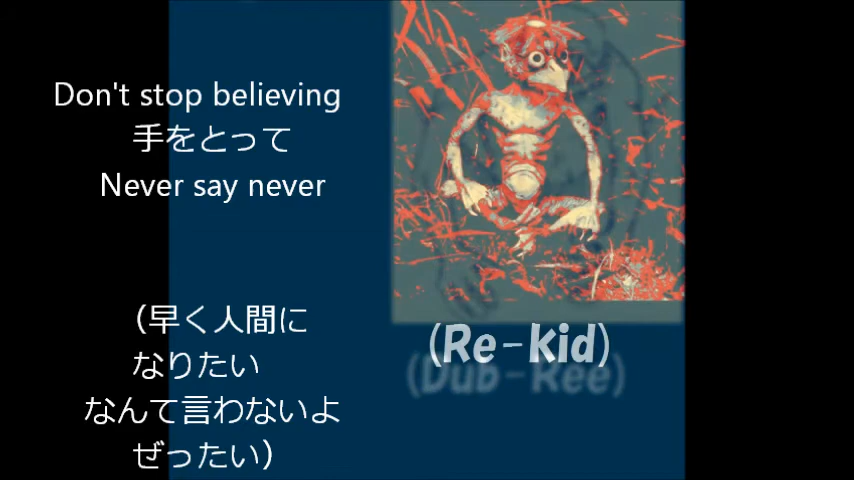 Don't stop believing
手をとって
Never say never
（早く人間に
なりたい
なんて言わないよ
ぜったい）
(Re-kid)
(Dub-Ree)